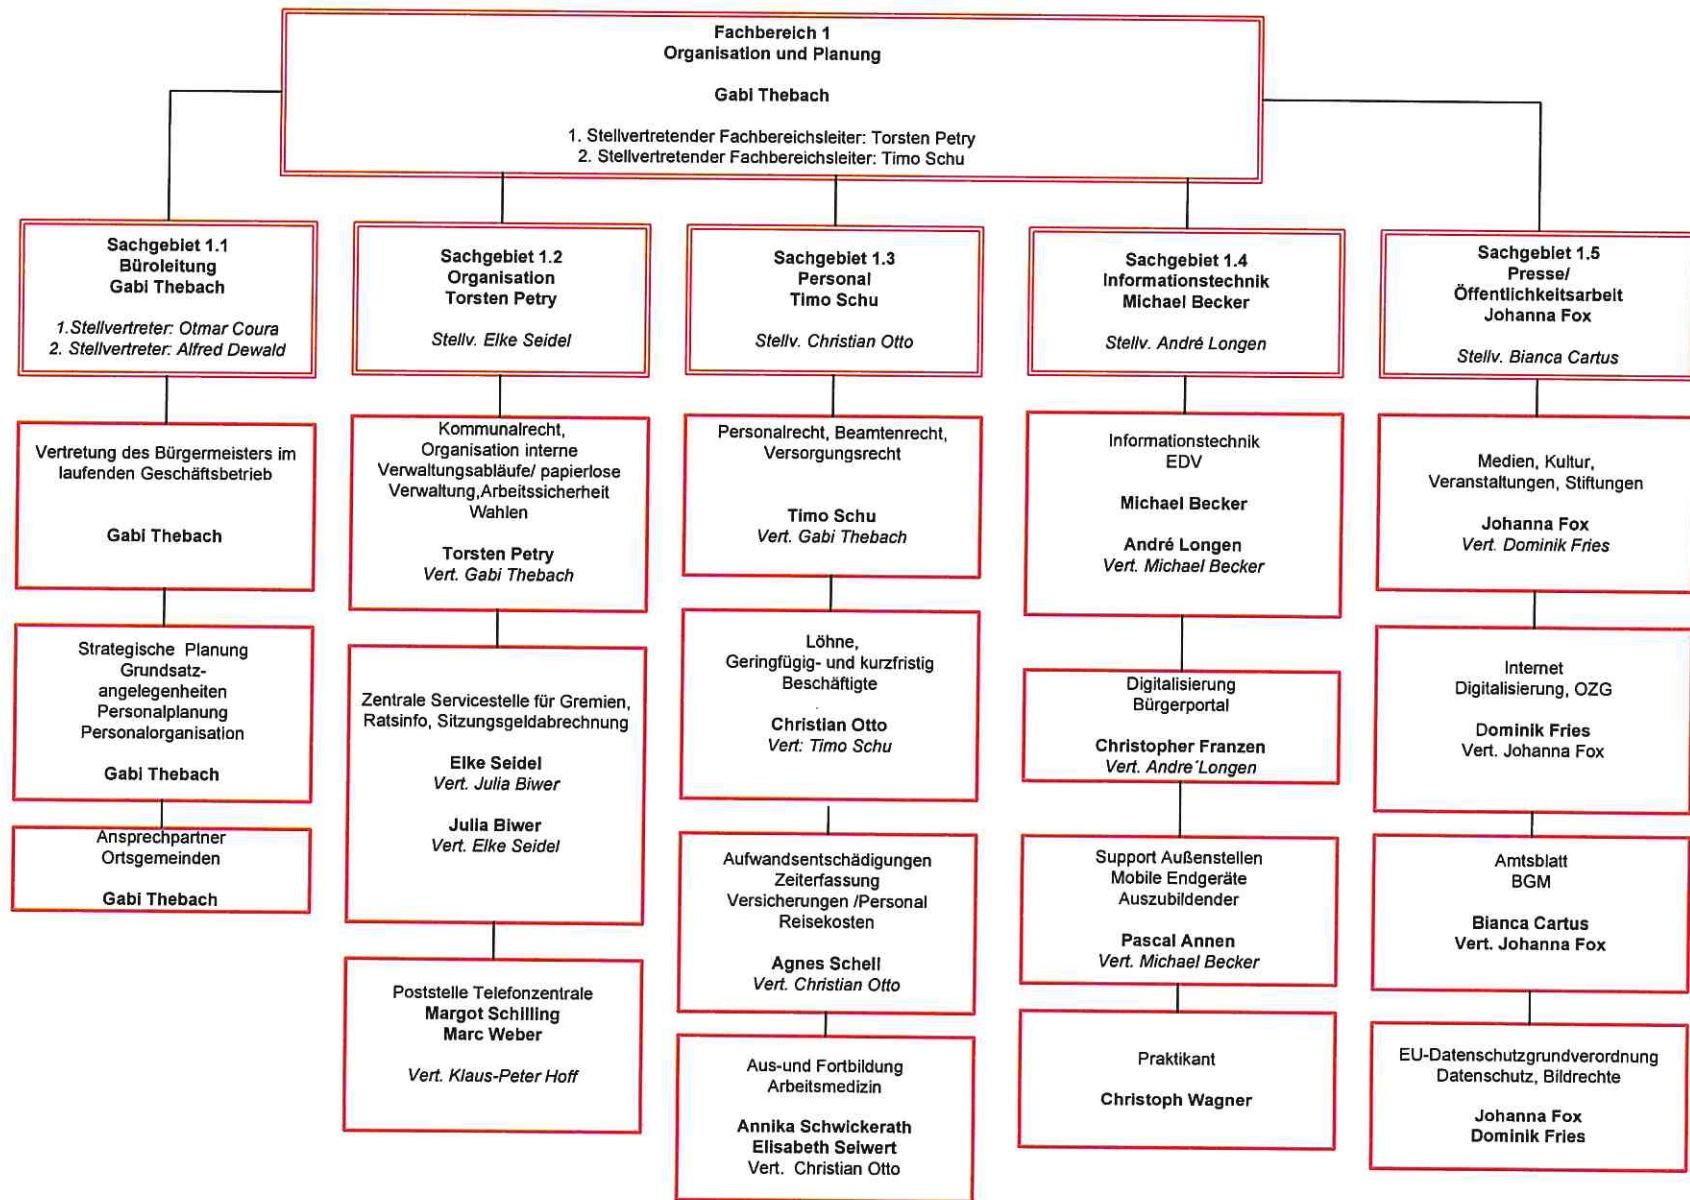 Fachbereich 1
Organisation und Planung
Gabi Thebach
1. Stellvertretender Fachbereichsleiter: Torsten Petry
2. Stellvertretender Fachbereichsleiter: Timo Schu
Sachgebiet 1.1
Büroleitung
Gabi Thebach
1.Stellvertreter: Otmar Coura
2. Stellvertreter: Alfred Dewald
Vertretung des Bürgermeisters im
laufenden Geschäftsbetrieb
Gabi Thebach
Strategische Planung
Grundsatz-
angelegenheiten
Personalplanung
Personalorganisation
Gabi Thebach
Ansprechpartner
Ortsgemeinden
Gabi Thebach
Sachgebiet 1.2
Organisation
Torsten Petry
Stellv. Elke Seidel
Kommunalrecht,
Organisation interne
Verwaltungsabläufe/ papierlose
Verwaltung,Arbeitssicherheit
Wahlen
Torsten Petry
Vert. Gabi Thebach
Zentrale Servicestelle für Gremien,
Ratsinfo, Sitzungsgeldabrechnung
Elke Seidel
Vert. Julia Biwer
Julia Biwer
Vert. Elke Seidel
Poststelle Telefonzentrale
Margot Schilling
Marc Weber
Vert. Klaus-Peter Hoff
Sachgebiet 1.3
Personal
Timo Schu
Stellv. Christian Otto
Personalrecht, Beamtenrecht,
Versorgungsrecht
Timo Schu
Vert. Gabi Thebach
Löhne,
Geringfügig- und kurzfristig
Beschäftigte
Christian Otto
Vert: Timo Schu
Aufwandsentschädigungen
Zeiterfassung
Versicherungen /Personal
Reisekosten
Agnes Schell
Vert. Christian Otto
Aus-und Fortbildung
Arbeitsmedizin
Annika Schwickerath
Elisabeth Seiwert
Vert. Christian Otto
Sachgebiet 1.4
Informationstechnik
Michael Becker
Stellv. André Longen
Informationstechnik
EDV
Michael Becker
André Longen
Vert. Michael Becker
Digitalisierung
Bürgerportal
Christopher Franzen
Vert. Andre´Longen
Support Außenstellen
Mobile Endgeräte
Auszubildender
Pascal Annen
Vert. Michael Becker
Praktikant
Christoph Wagner
Sachgebiet 1.5
Presse/
Öffentlichkeitsarbeit
Johanna Fox
Stellv. Bianca Cartus
Medien, Kultur,
Veranstaltungen, Stiftungen
Johanna Fox
Vert. Dominik Fries
Internet
Digitalisierung, OZG
Dominik Fries
Vert. Johanna Fox
Amtsblatt
BGM
Bianca Cartus
Vert. Johanna Fox
EU-Datenschutzgrundverordnung
Datenschutz, Bildrechte
Johanna Fox
Dominik Fries